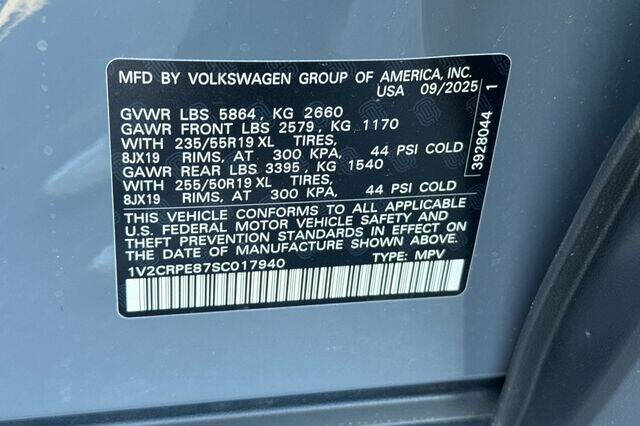 MFD BY VOLKSWAGEN GROUP OF AMERICA, INC.
USA 09/2025
GVWR LBS 5864, KG 2660
GAWR FRONT LBS 2579, KG 1170
WITH 235/55R19 XL TIRES,
8JX19 RIMS, AT 300 KPA, 44 PSI COLD
GAWR REAR LBS 3395, KG 1540
WITH 255/50R19 XL TIRES,
8JX19 RIMS, AT 300 KPA, 44 PSI COLD
THIS VEHICLE CONFORMS TO ALL APPLICABLE
U.S. FEDERAL MOTOR VEHICLE SAFETY AND
THEFT PREVENTION STANDARDS IN EFFECT ON
THE DATE OF MANUFACTURE SHOWN ABOVE.
1V2CRPE87SC017940 TYPE: MPV
3928044 1